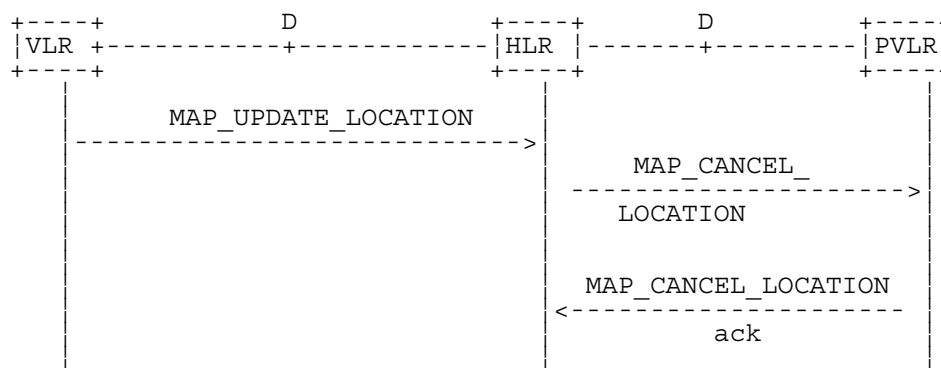 D D
VLR HLR PVLR
MAP_UPDATE_LOCATION
MAP_CANCEL_
LOCATION
MAP_CANCEL_LOCATION
ack